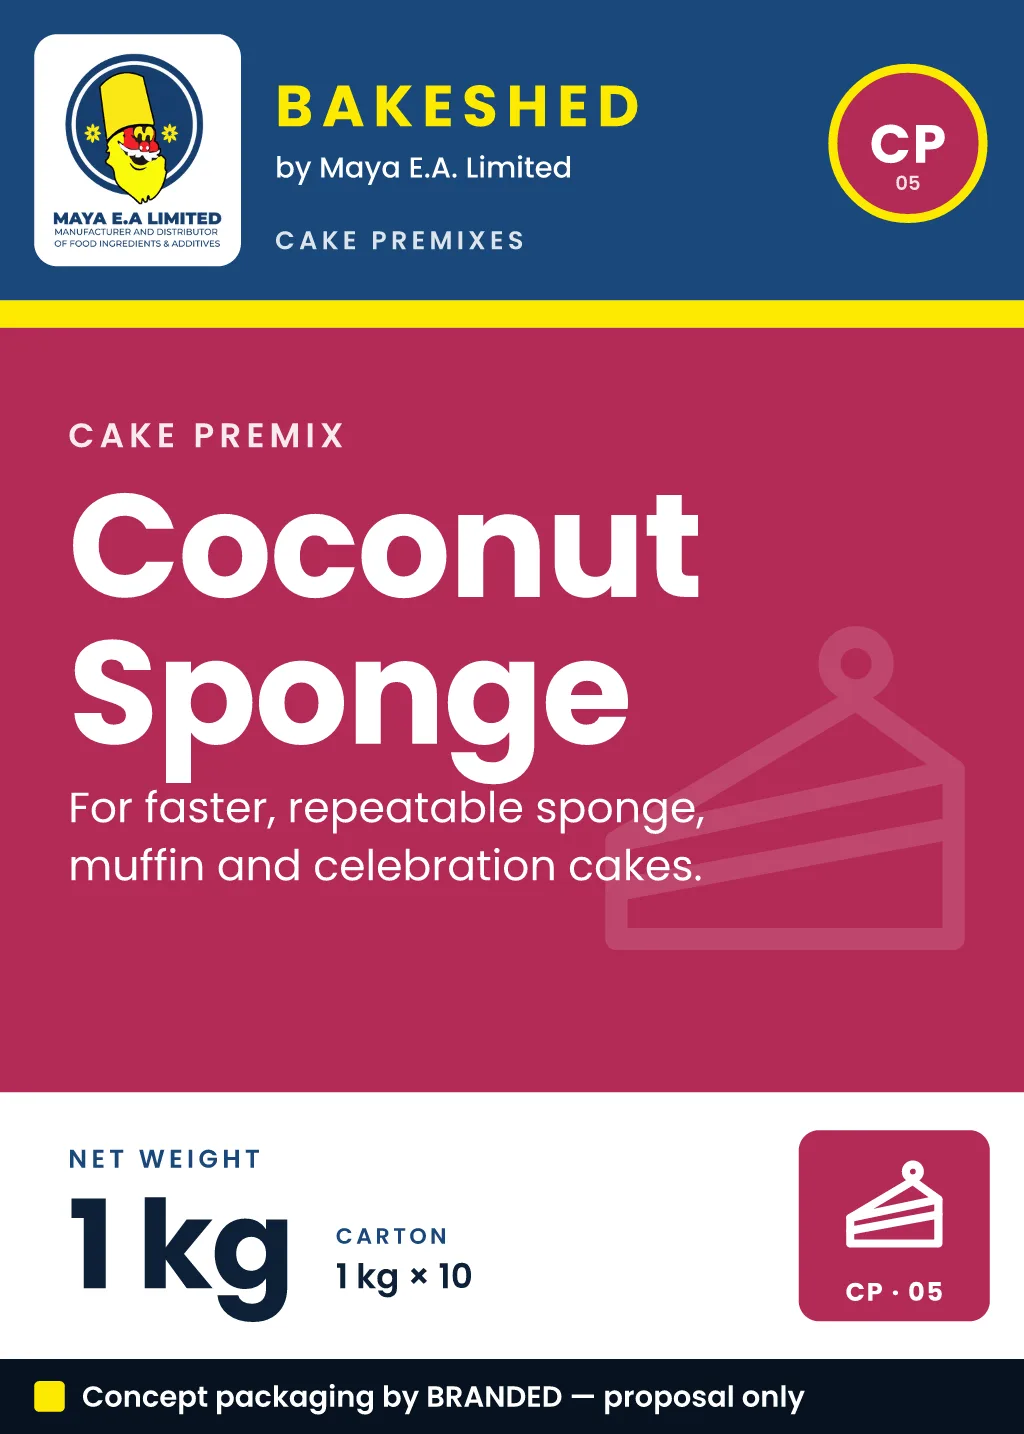 MAYA E.A LIMITED
MANUFACTURER AND DISTRIBUTOR
OF FOOD INGREDIENTS & ADDITIVES
BAKESHED
by Maya E.A. Limited
CAKE PREMIXES
CP
05
CAKE PREMIX
Coconut
Sponge
For faster, repeatable sponge,
muffin and celebration cakes.
NET WEIGHT
1 kg
CARTON
1 kg × 10
CP · 05
Concept packaging by BRANDED — proposal only